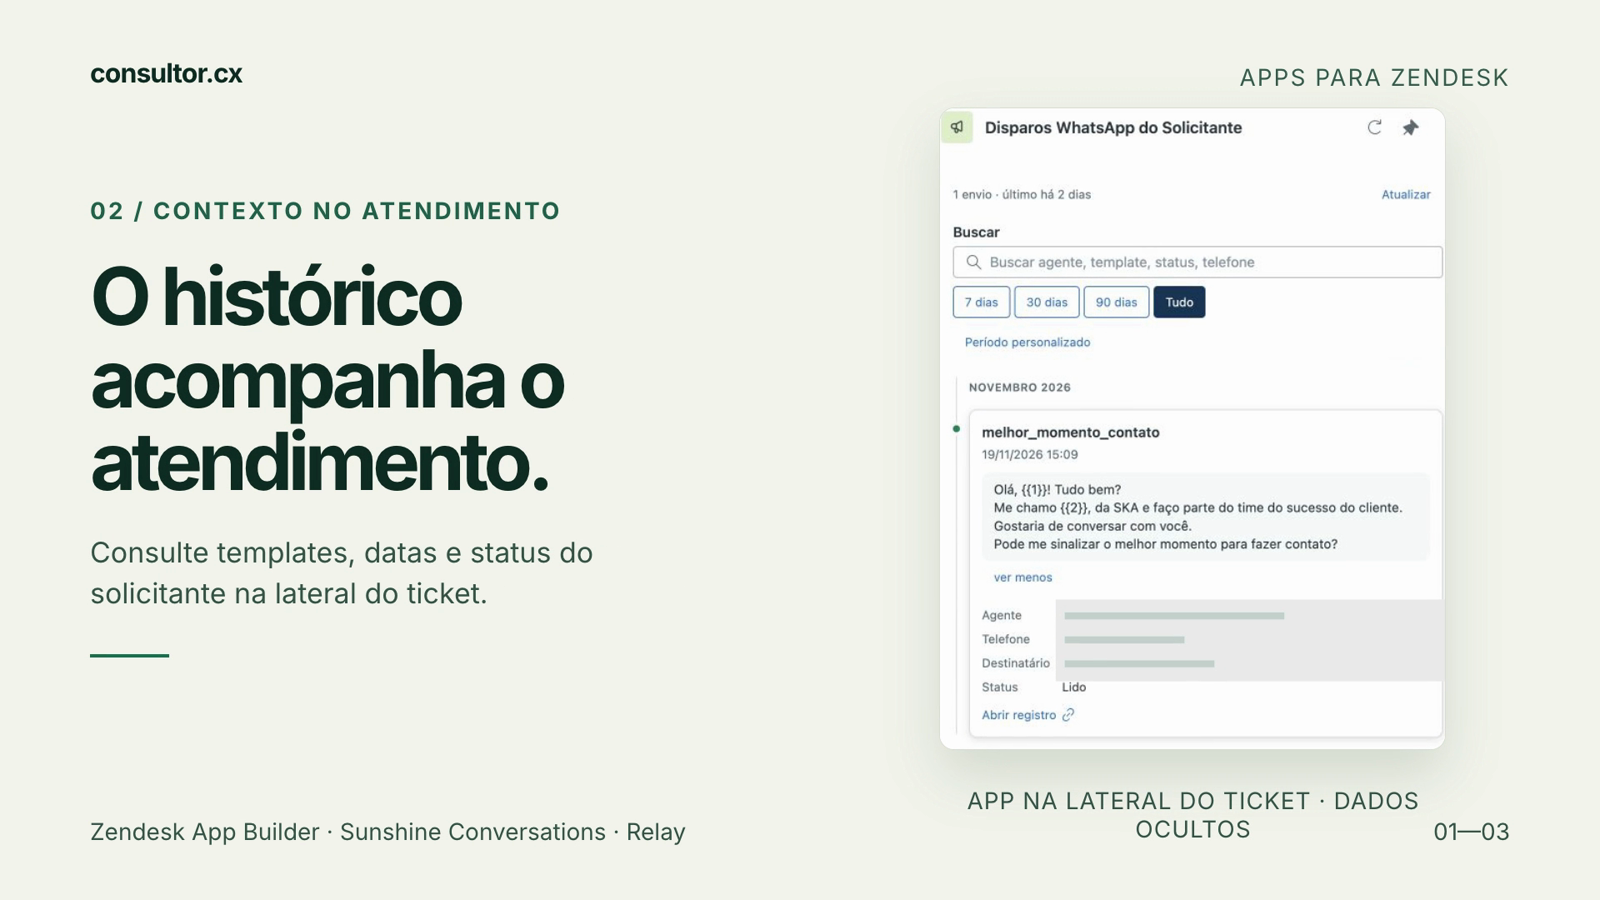 consultor.cx
APPS PARA ZENDESK
02 / CONTEXTO NO ATENDIMENTO
O histórico
acompanha o
atendimento.
Consulte templates, datas e status do
solicitante na lateral do ticket.
Disparos WhatsApp do Solicitante
1 envio · último há 2 dias
Atualizar
Buscar
Buscar agente, template, status, telefone
7 dias
30 dias
90 dias
Tudo
Período personalizado
NOVEMBRO 2026
melhor_momento_contato
19/11/2026 15:09
Olá, {{1}}! Tudo bem?
Me chamo {{2}}, da SKA e faço parte do time do sucesso do cliente.
Gostaria de conversar com você.
Pode me sinalizar o melhor momento para fazer contato?
ver menos
Agente
Telefone
Destinatário
Status Lido
Abrir registro
APP NA LATERAL DO TICKET · DADOS
OCULTOS
Zendesk App Builder · Sunshine Conversations · Relay
01—03